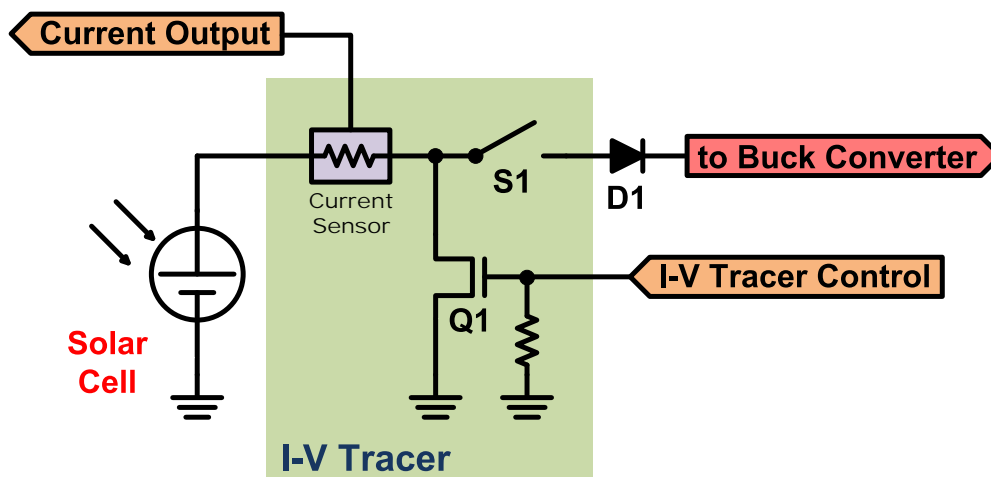 Current Output
S1
D1
to Buck Converter
Current
Sensor
Q1
I-V Tracer Control
Solar
Cell
I-V Tracer